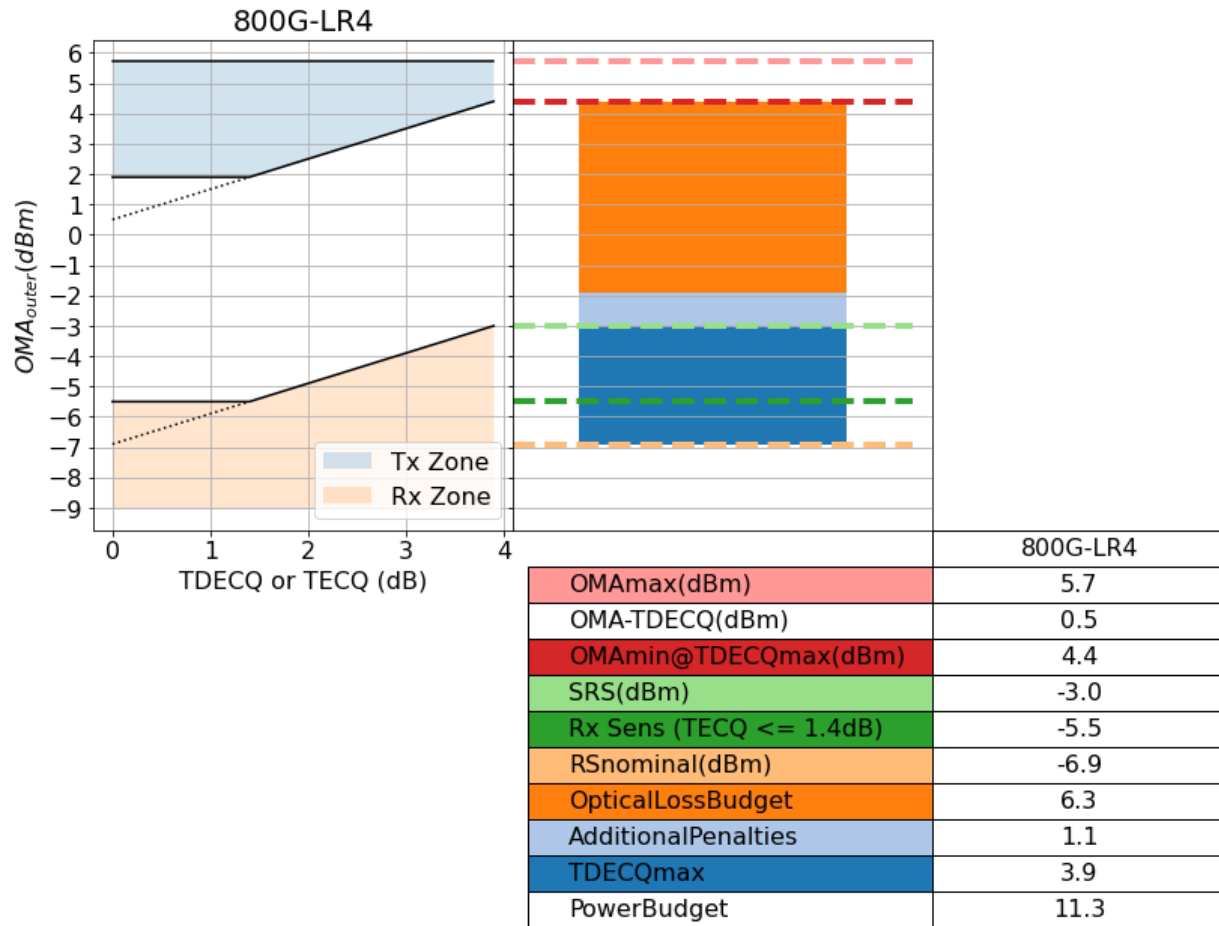 800G-LR4
6
5
4
3
2
1
0
−1
−2
−3
−4
−5
−6
−7
−8
−9
OMAouter(dBm)
Tx Zone
Rx Zone
0 1 2 3 4
TDECQ or TECQ (dB)
800G-LR4
OMAmax(dBm) 5.7
OMA-TDECQ(dBm) 0.5
OMAmin@TDECQmax(dBm) 4.4
SRS(dBm) -3.0
Rx Sens (TECQ <= 1.4dB) -5.5
RSnominal(dBm) -6.9
OpticalLossBudget 6.3
AdditionalPenalties 1.1
TDECQmax 3.9
PowerBudget 11.3